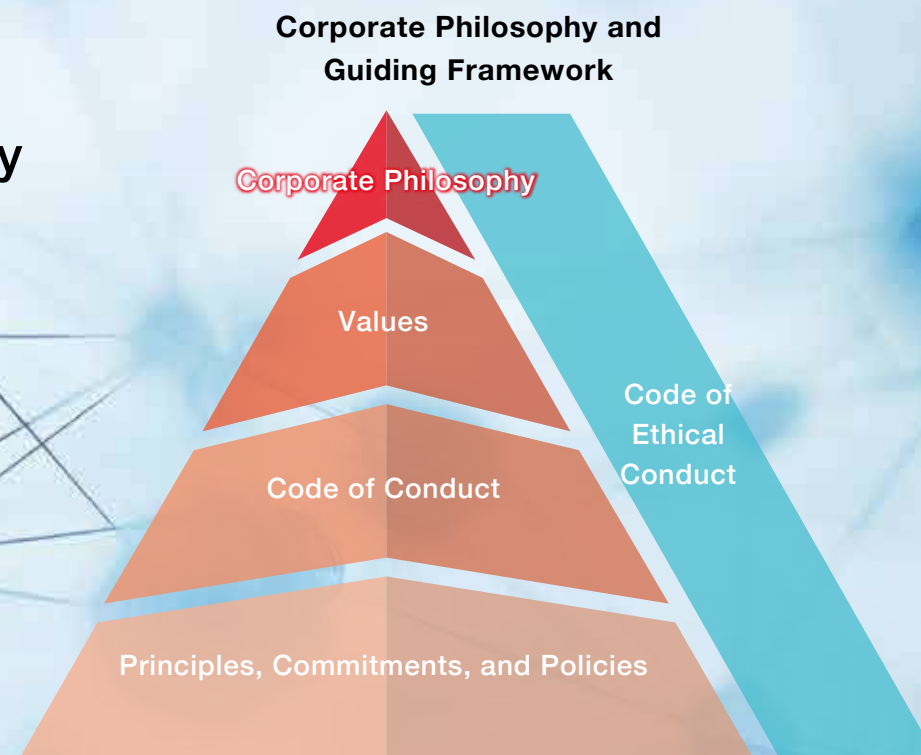 Corporate Philosophy and
Guiding Framework
y
Corporate Philosophy
Values
Code of
Ethical
Conduct
Code of Conduct
Principles, Commitments, and Policies